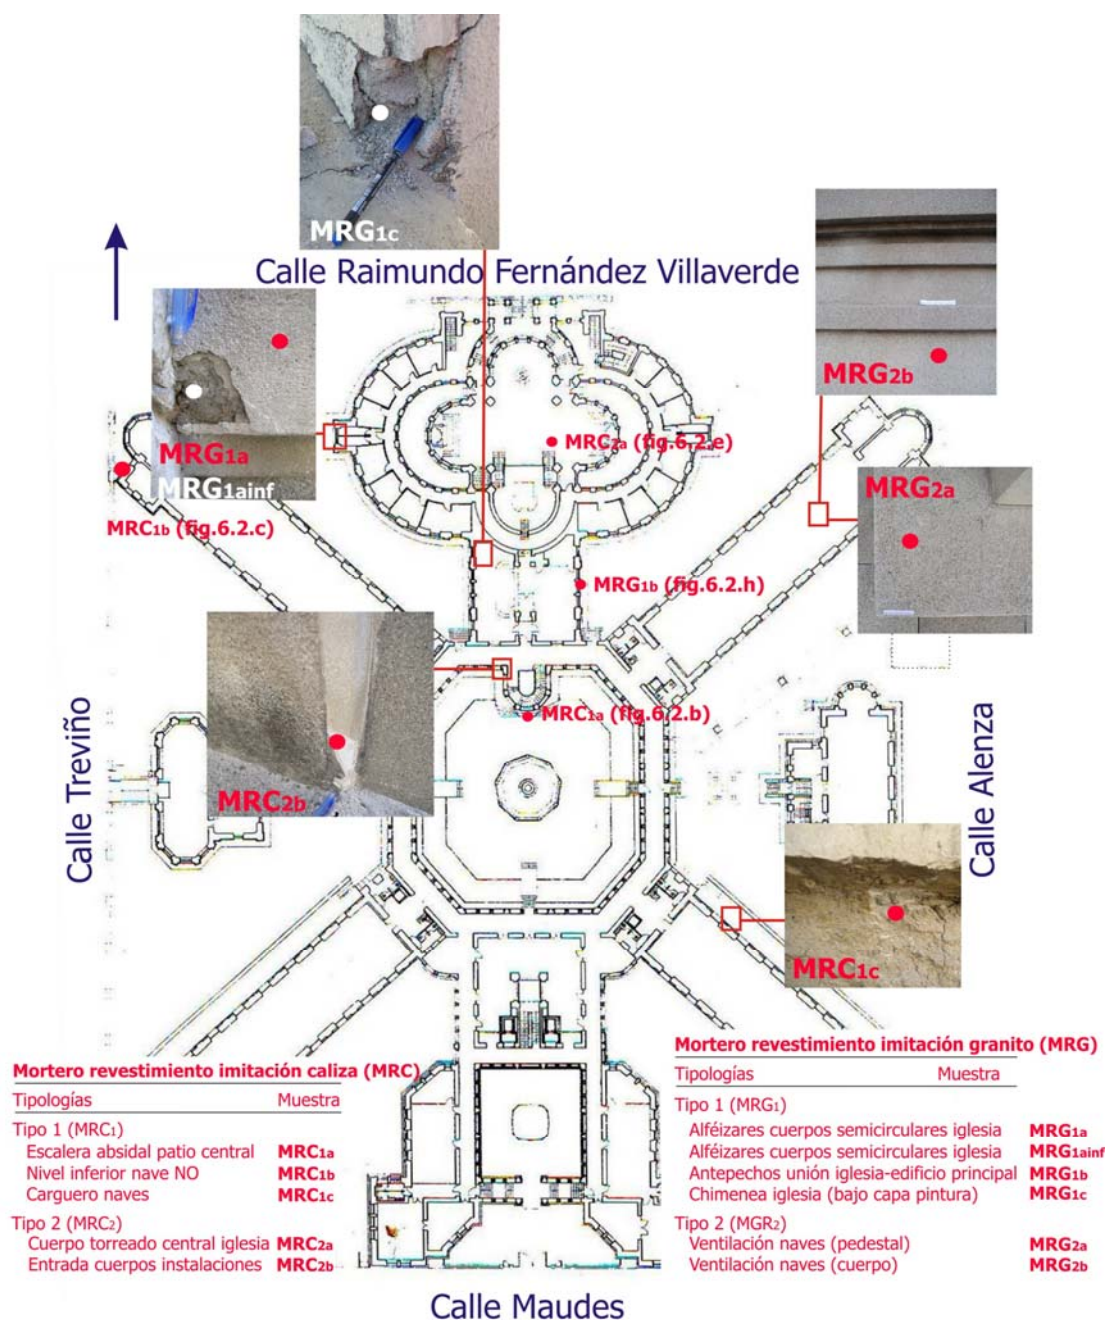 MRG1c
Calle Raimundo Fernández Villaverde
MRG2b
MRG1a
MRG1ainf
MRC2a (fig.6.2.e)
MRG2a
MRC1b (fig.6.2.c)
MRG1b (fig.6.2.h)
MRC1a (fig.6.2.b)
Calle Treviño
MRC2b
Calle Alenza
MRC1c
Mortero revestimiento imitación caliza (MRC)
Tipologías Muestra
Tipo 1 (MRC1)
Escalera absidal patio central MRC1a
Nivel inferior nave NO MRC1b
Carguero naves MRC1c
Tipo 2 (MRC2)
Cuerpo torreado central iglesia MRC2a
Entrada cuerpos instalaciones MRC2b
Mortero revestimiento imitación granito (MRG)
Tipologías Muestra
Tipo 1 (MRG1)
Alféizares cuerpos semicirculares iglesia MRG1a
Alféizares cuerpos semicirculares iglesia MRG1ainf
Antepechos unión iglesia-edificio principal MRG1b
Chimenea iglesia (bajo capa pintura) MRG1c
Tipo 2 (MGR2)
Ventilación naves (pedestal) MRG2a
Ventilación naves (cuerpo) MRG2b
Calle Maudes